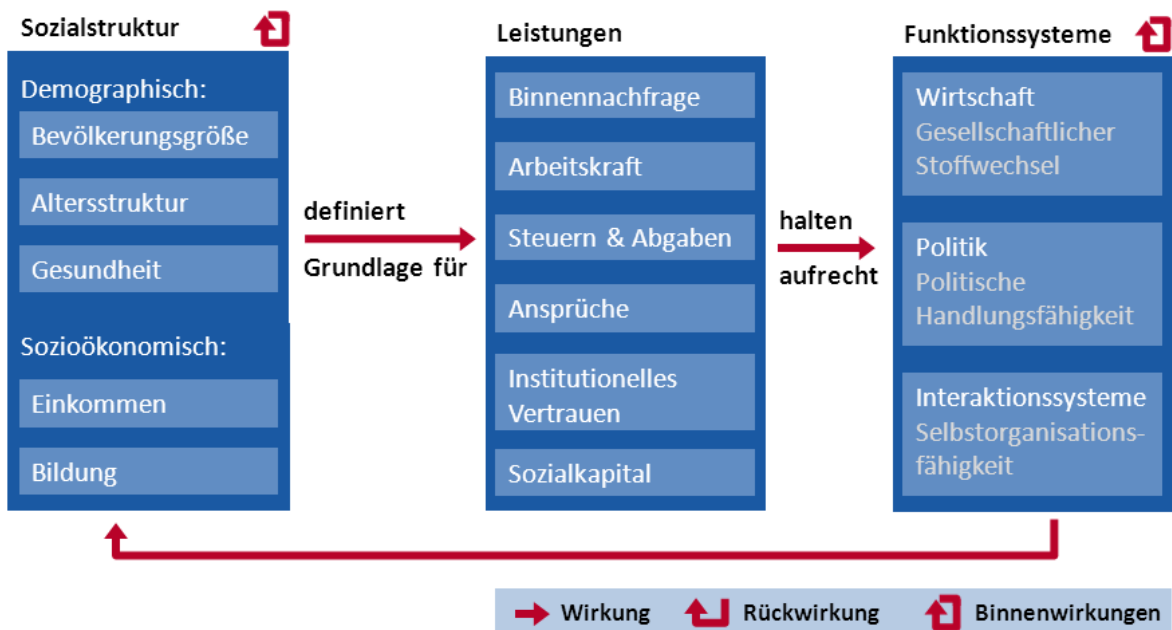 Sozialstruktur
Demographisch:
Bevölkerungsgröße
Altersstruktur
Gesundheit
Sozioökonomisch:
Einkommen
Bildung
definiert
Grundlage für
Leistungen
Binnennachfrage
Arbeitskraft
Steuern & Abgaben
Ansprüche
Institutionelles
Vertrauen
Sozialkapital
halten
aufrecht
Funktionssysteme
Wirtschaft
Gesellschaftlicher
Stoffwechsel
Politik
Politische
Handlungsfähigkeit
Interaktionssysteme
Selbstorganisations-
fähigkeit
Wirkung
Rückwirkung
Binnenwirkungen